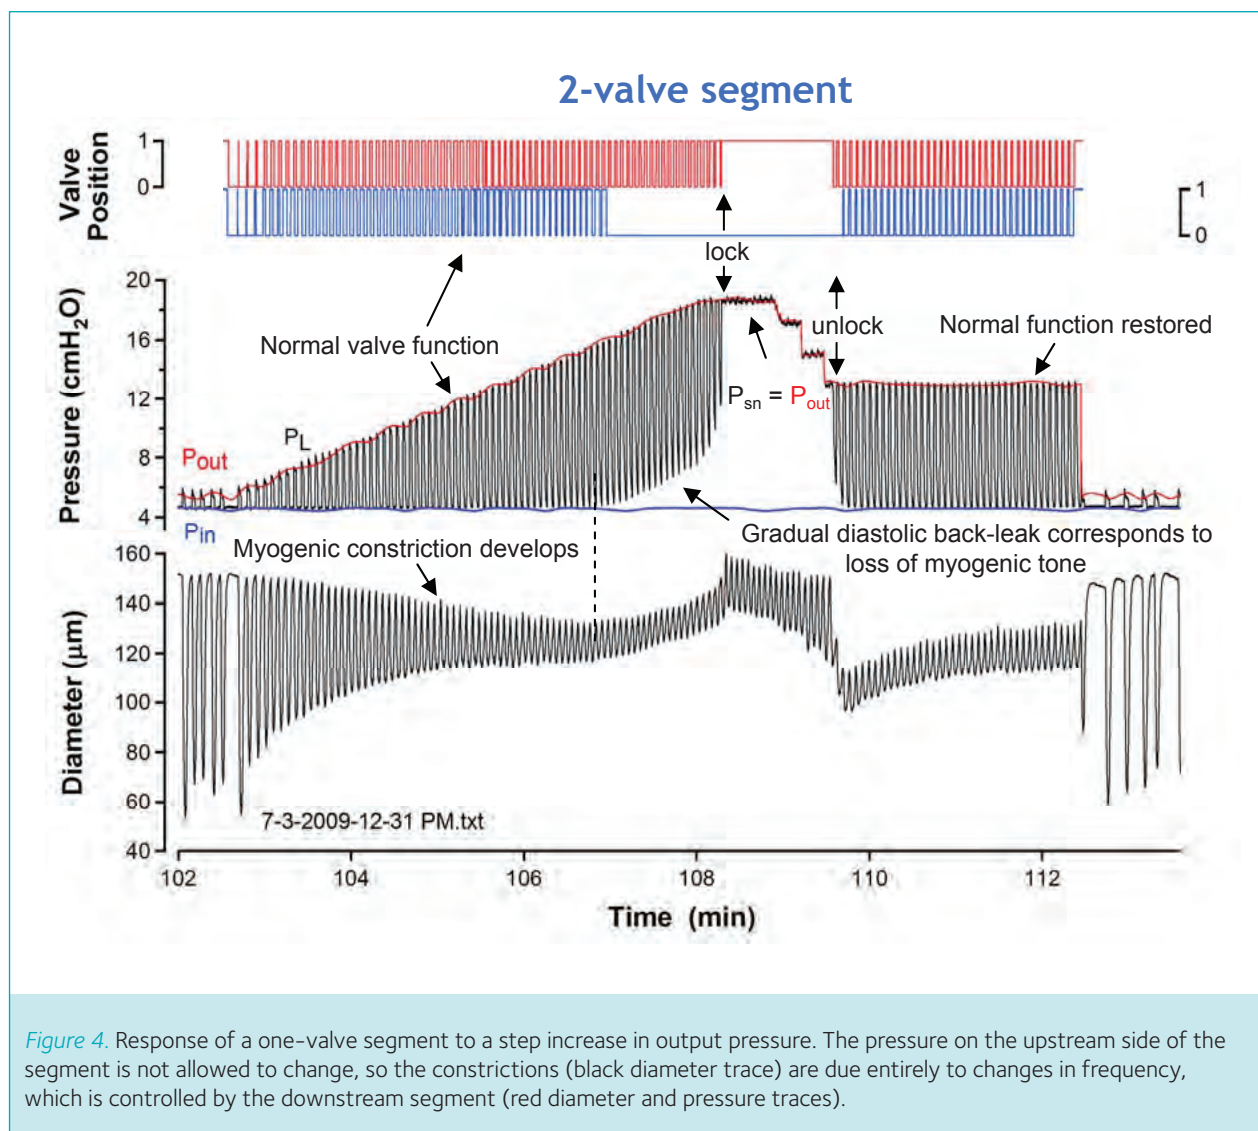 2-valve segment
Valve
Position
1
0
1
0
lock
20
16
12
8
4
Pressure (cmH2O)
unlock
Normal function restored
Normal valve function
Psn = Pout
PL
Pout
Pin
Gradual diastolic back-leak corresponds to
loss of myogenic tone
Myogenic constriction develops
160
140
120
100
80
60
40
Diameter (µm)
7-3-2009-12-31 PM.txt
102 104 106 108 110 112
Time (min)
Figure 4. Response of a one-valve segment to a step increase in output pressure. The pressure on the upstream side of the
segment is not allowed to change, so the constrictions (black diameter trace) are due entirely to changes in frequency,
which is controlled by the downstream segment (red diameter and pressure traces).